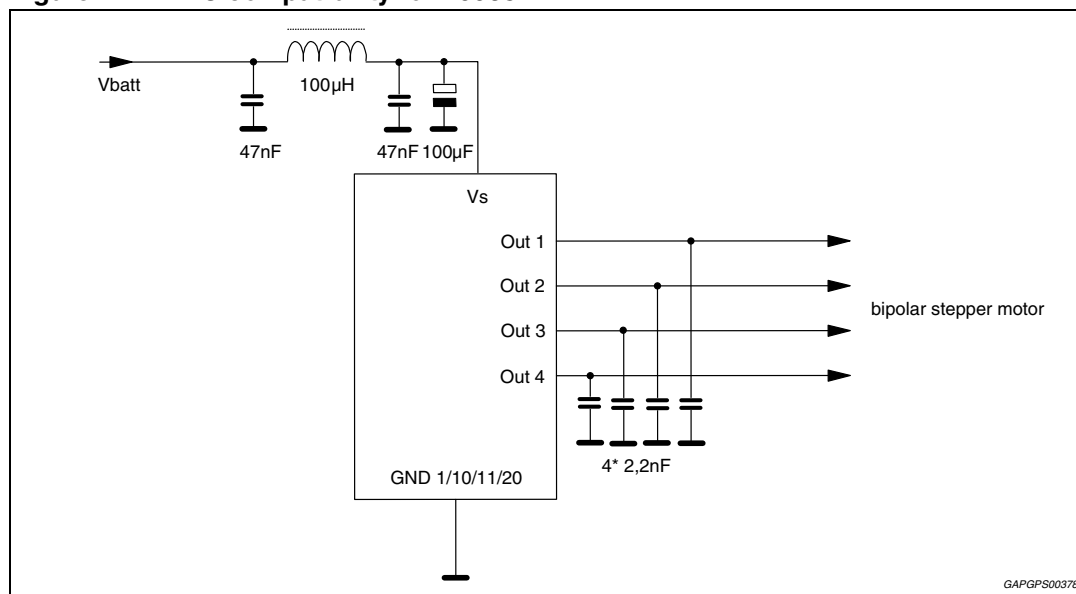 Vbatt
100µH
47nF
47nF 100µF
Vs
Out 1
Out 2
Out 3
Out 4
bipolar stepper motor
4* 2,2nF
GND 1/10/11/20
GAPGPS00378